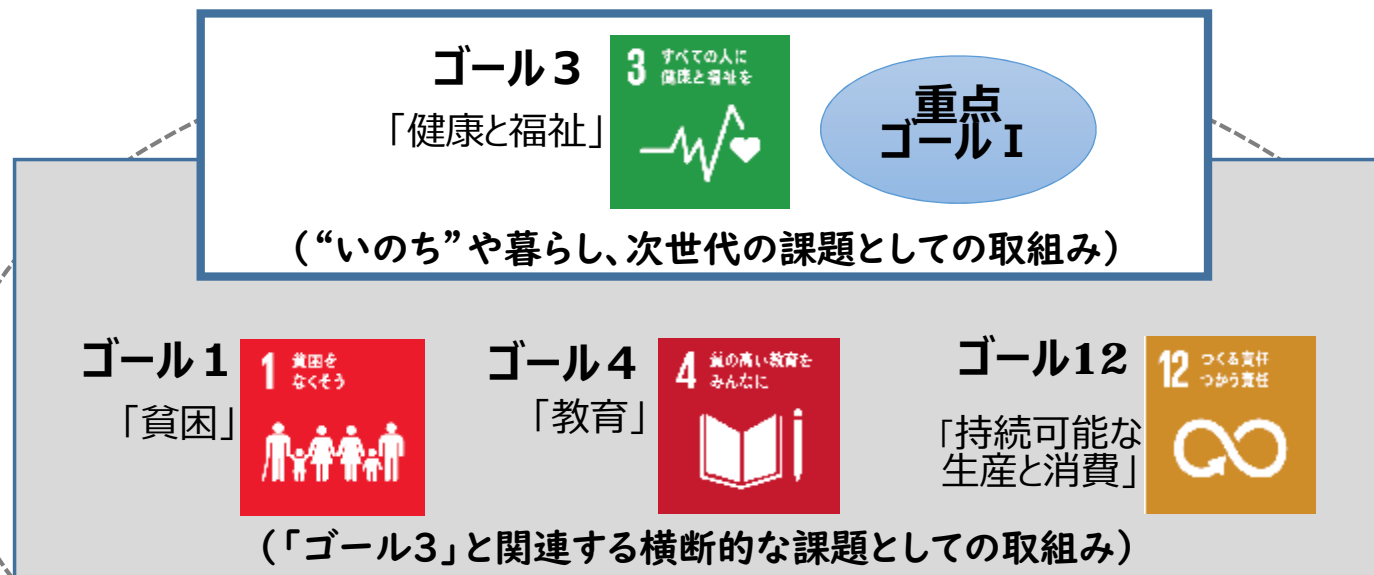 ゴール3
「健康と福祉」
3 すべての人に
健康と福祉を
重点
ゴールⅠ
(“いのち”や暮らし、次世代の課題としての取組み)
ゴール1
「貧困」
1 貧困を
なくそう
ゴール4
「教育」
4 質の高い教育を
みんなに
ゴール12
「持続可能な
生産と消費」
12 つくる責任
つかう責任
(「ゴール3」と関連する横断的な課題としての取組み)